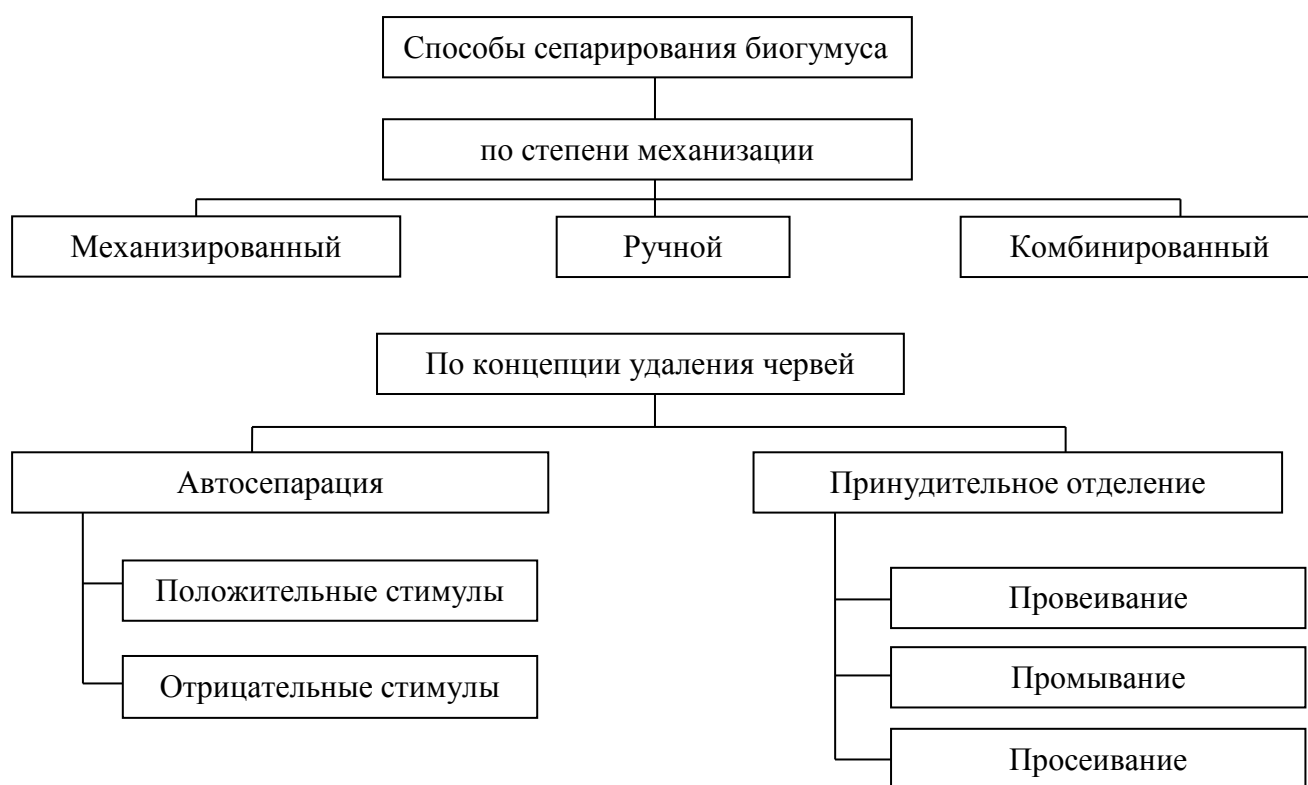 Способы сепарирования биогумуса
по степени механизации
Механизированный
Ручной
Комбинированный
По концепции удаления червей
Автосепарация
Принудительное отделение
Положительные стимулы
Отрицательные стимулы
Провеивание
Промывание
Просеивание